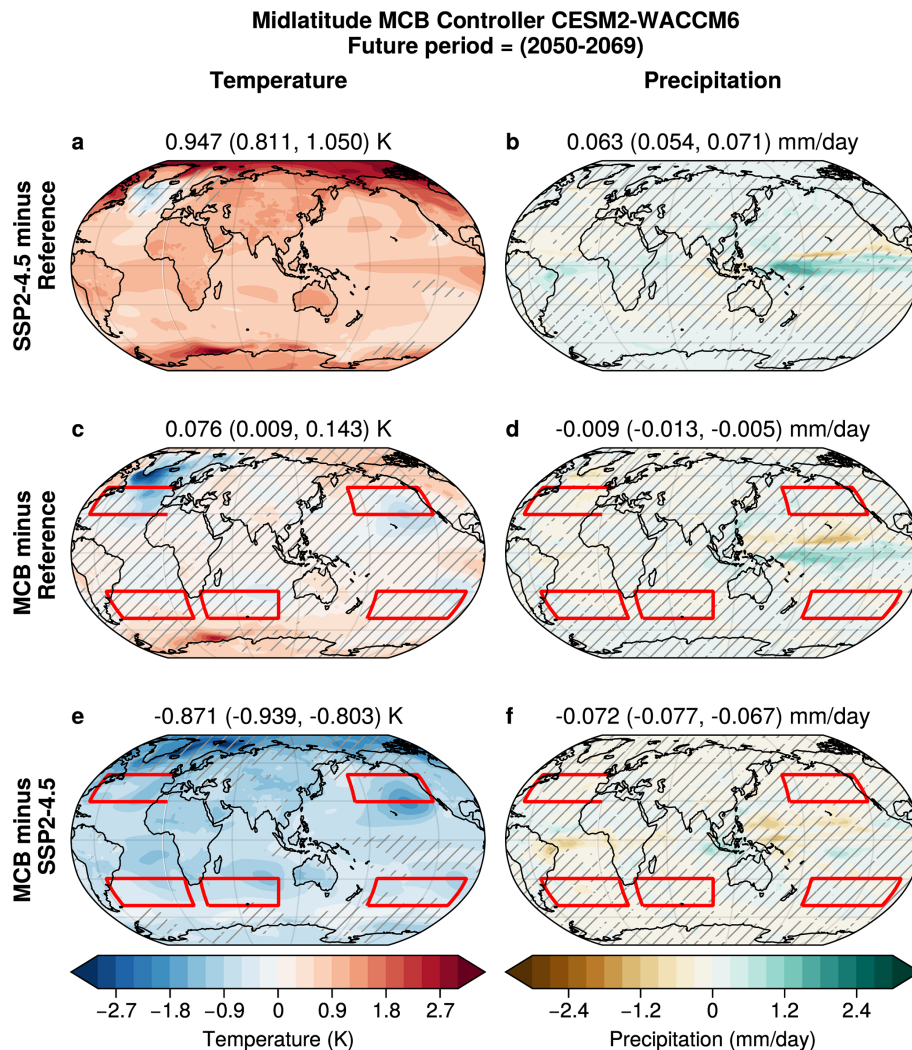 Midlatitude MCB Controller CESM2-WACCM6
Future period = (2050-2069)
Temperature
Precipitation
a
0.947 (0.811, 1.050) K
b
0.063 (0.054, 0.071) mm/day
SSP2-4.5 minus
Reference
c
0.076 (0.009, 0.143) K
d
-0.009 (-0.013, -0.005) mm/day
MCB minus
Reference
e
-0.871 (-0.939, -0.803) K
f
-0.072 (-0.077, -0.067) mm/day
MCB minus
SSP2-4.5
−2.7 −1.8 −0.9 0 0.9 1.8 2.7
Temperature (K)
−2.4 −1.2 0 1.2 2.4
Precipitation (mm/day)